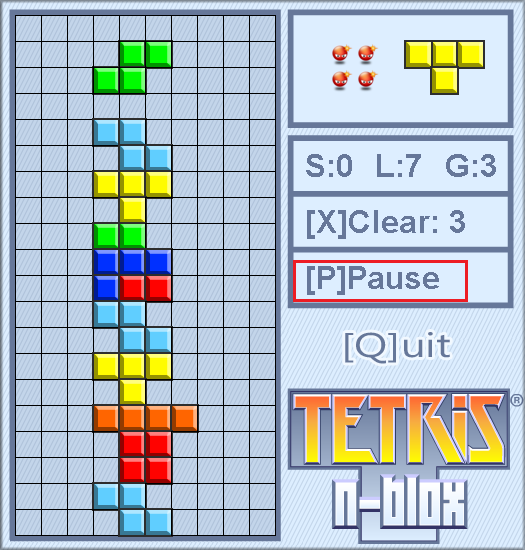 S:0 L:7 G:3
[X]Clear: 3
[P]Pause
[Q]uit
TETRiS®
n-blox